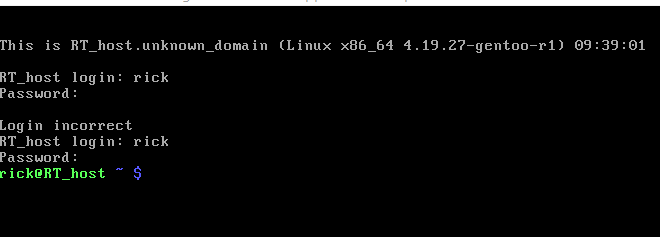 This is RT_host.unknown_domain (Linux x86_64 4.19.27-gentoo-r1) 09:39:01
RT_host login: rick
Password:
Login incorrect
RT_host login: rick
Password:
rick@RT_host ~ $